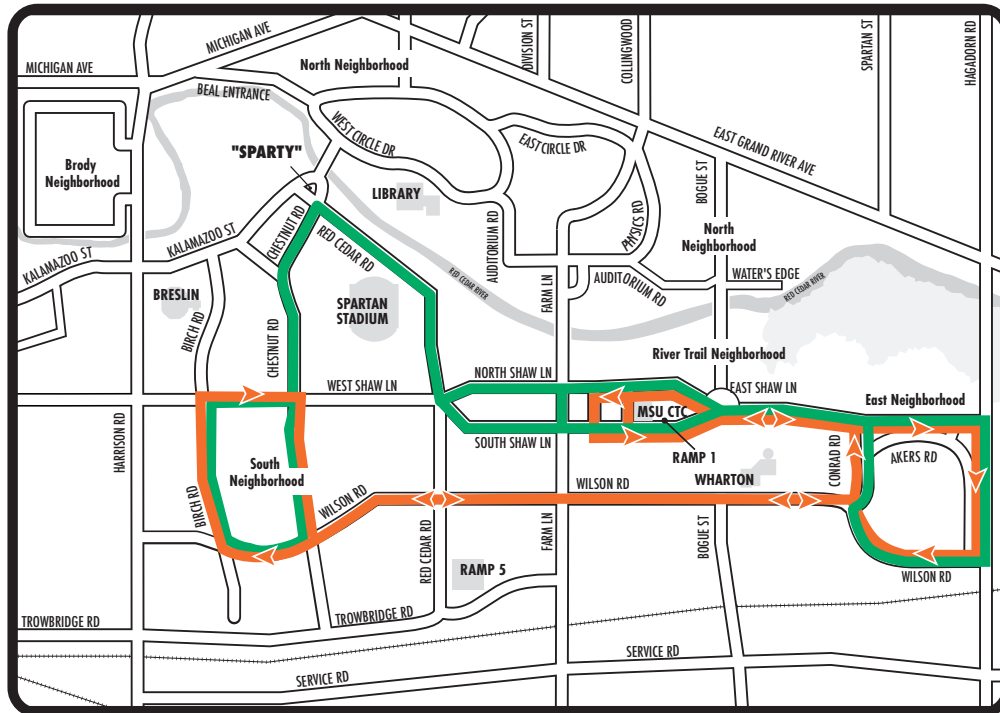 MICHIGAN AVE
MICHIGAN AVE
North Neighborhood
DIVISION ST
COLLINGWOOD
SPARTAN ST
HAGADORN RD
BEAL ENTRANCE
WEST CIRCLE DR
EAST CIRCLE DR
EAST GRAND RIVER AVE
Brody
Neighborhood
"SPARTY"
LIBRARY
BOGUE ST
PHYSICS RD
North
Neighborhood
KALAMAZOO ST
KALAMAZOO ST
CHESTNUT RD
RED CEDAR RD
AUDITORIUM RD
RED CEDAR RIVER
FARM LN
AUDITORIUM RD
WATER'S EDGE
RED CEDAR RIVER
BRESLIN
SPARTAN
STADIUM
BIRCH RD
CHESTNUT RD
River Trail Neighborhood
WEST SHAW LN
NORTH SHAW LN
EAST SHAW LN
East Neighborhood
MSU CTC
HARRISON RD
SOUTH SHAW LN
RAMP 1
CONRAD RD
AKERS RD
South
Neighborhood
WHARTON
BIRCH RD
WILSON RD
WILSON RD
RED CEDAR RD
FARM LN
BOGUE ST
RAMP 5
WILSON RD
TROWBRIDGE RD
TROWBRIDGE RD
SERVICE RD
SERVICE RD